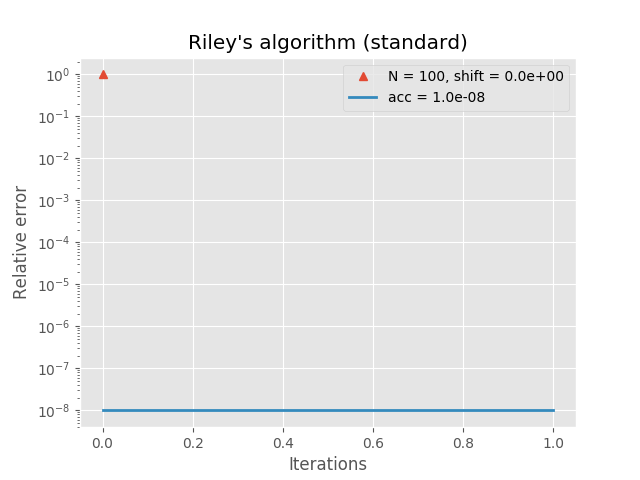 Riley's algorithm (standard)
N = 100, shift = 0.0e+00
acc = 1.0e-08
Relative error
10⁰
10⁻¹
10⁻²
10⁻³
10⁻⁴
10⁻⁵
10⁻⁶
10⁻⁷
10⁻⁸
0.0 0.2 0.4 0.6 0.8 1.0
Iterations